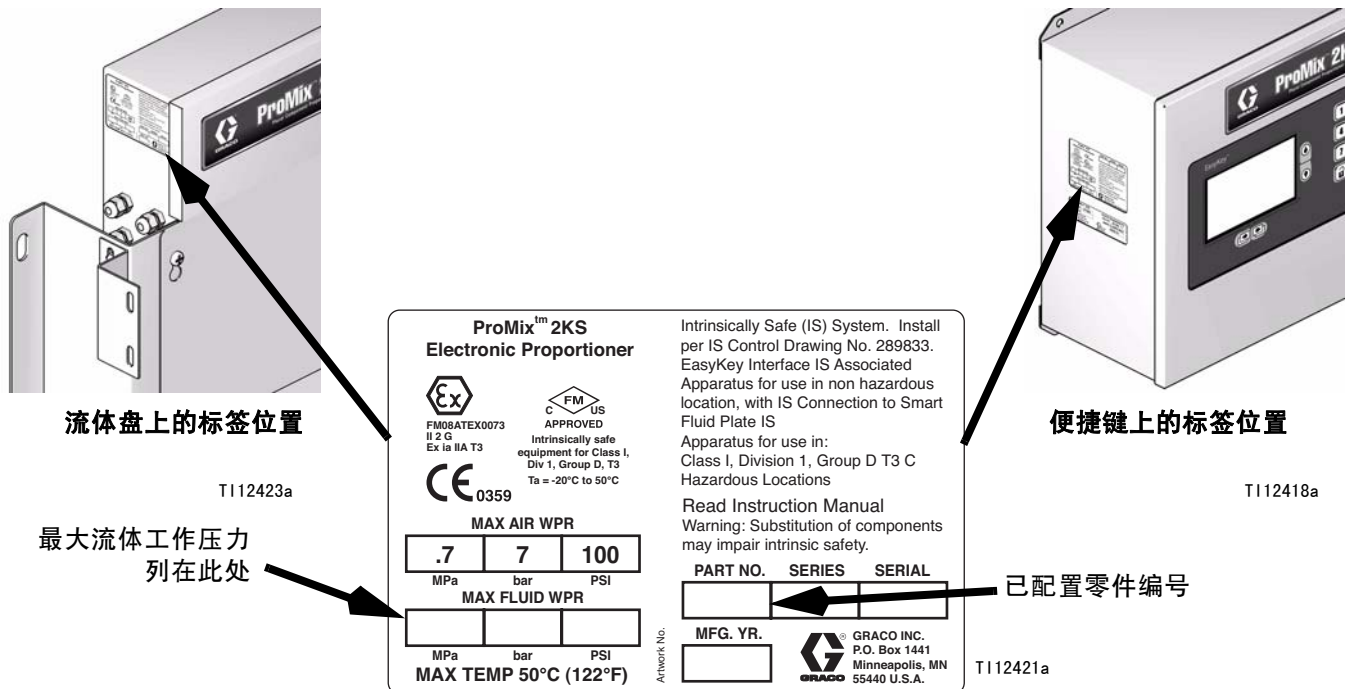 ProMix
GRACO
流体盘上的标签位置
TI12423a
ProMix 2K
GRACO
EasyKey
便捷键上的标签位置
TI12418a
ProMix™ 2KS
Electronic Proportioner
Ex
FM08ATEX0073
II 2 G
Ex ia IIA T3
FM
C US
APPROVED
Intrinsically safe
equipment for Class I,
Div 1, Group D, T3
Ta = -20°C to 50°C
CE 0359
MAX AIR WPR
.7 7 100
MPa bar PSI
MAX FLUID WPR
MPa bar PSI
MAX TEMP 50°C (122°F)
Artwork No.
Intrinsically Safe (IS) System. Install
per IS Control Drawing No. 289833.
EasyKey Interface IS Associated
Apparatus for use in non hazardous
location, with IS Connection to Smart
Fluid Plate IS
Apparatus for use in:
Class I, Division 1, Group D T3 C
Hazardous Locations
Read Instruction Manual
Warning: Substitution of components
may impair intrinsic safety.
PART NO. SERIES SERIAL
MFG. YR.
GRACO
®
GRACO INC.
P.O. Box 1441
Minneapolis, MN
55440 U.S.A.
最大流体工作压力
列在此处
已配置零件编号
TI12421a